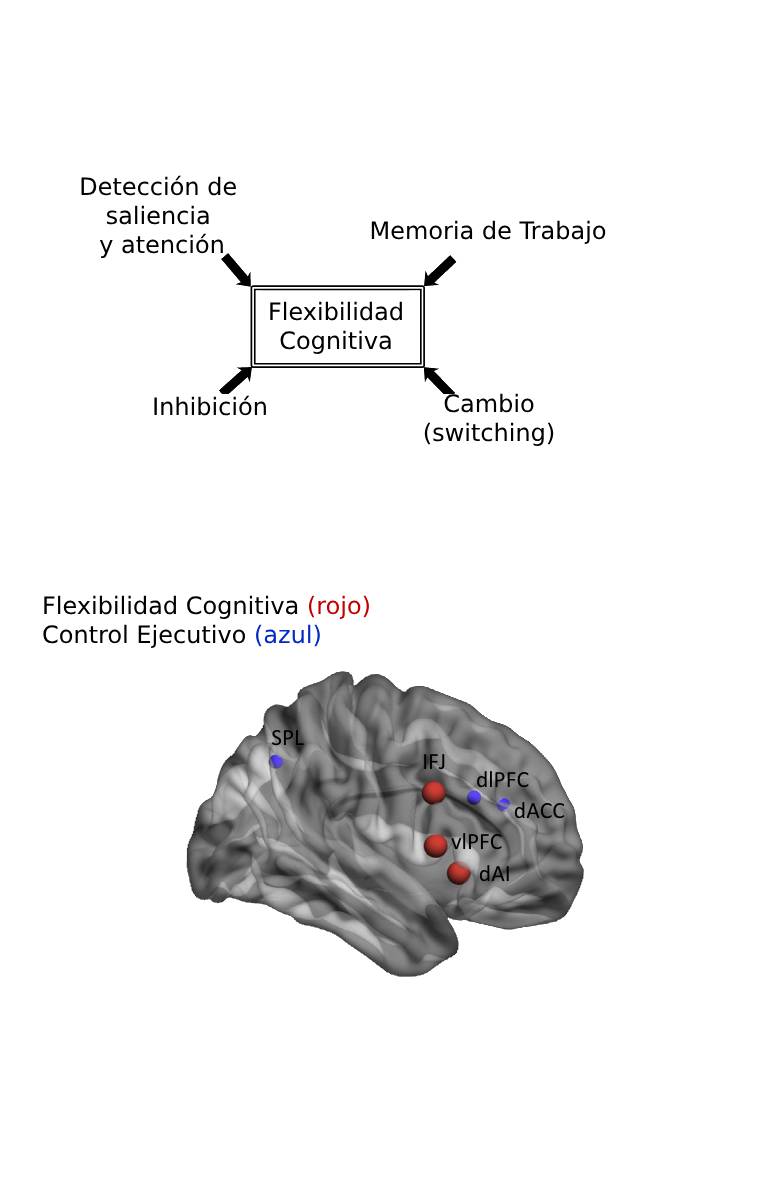 Detección de
saliencia
y atención
Memoria de Trabajo
Flexibilidad
Cognitiva
Inhibición
Cambio
(switching)
Flexibilidad Cognitiva (rojo)
Control Ejecutivo (azul)
SPL
IFJ
dlPFC
dACC
vlPFC
dAI